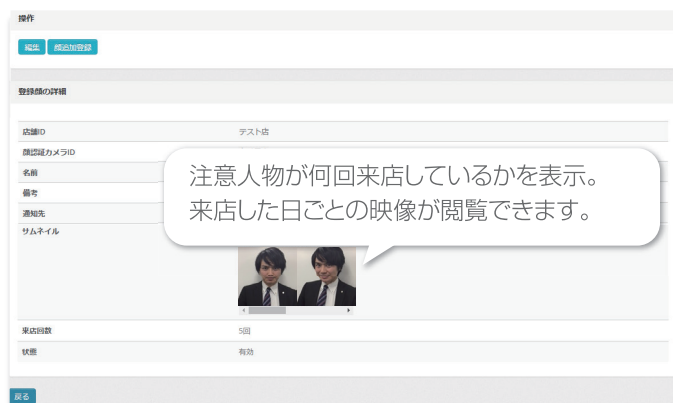 操作
編集 顔追加登録
登録顔の詳細
店舗ID テスト店
顔認証カメラID
名前
備考
通知先
サムネイル
注意人物が何回来店しているかを表示。
来店した日ごとの映像が閲覧できます。
来店回数 5回
状態 有効
戻る